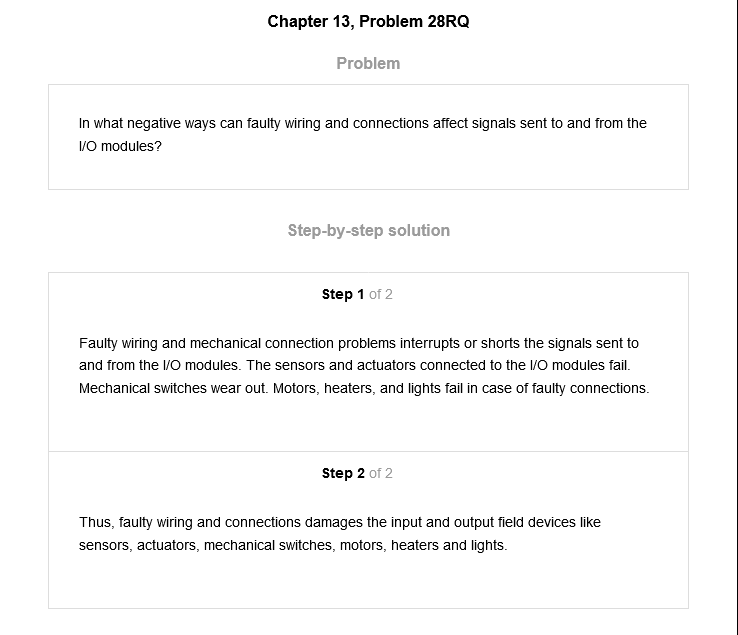 Chapter 13, Problem 28RQ
Problem
In what negative ways can faulty wiring and connections affect signals sent to and from the
I/O modules?
Step-by-step solution
Step 1 of 2
Faulty wiring and mechanical connection problems interrupts or shorts the signals sent to
and from the I/O modules. The sensors and actuators connected to the I/O modules fail.
Mechanical switches wear out. Motors, heaters, and lights fail in case of faulty connections.
Step 2 of 2
Thus, faulty wiring and connections damages the input and output field devices like
sensors, actuators, mechanical switches, motors, heaters and lights.